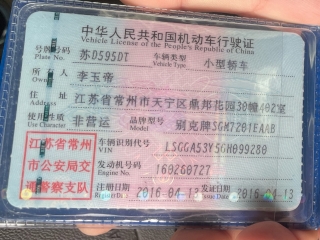 中华人民共和国机动车行驶证
Vehicle License of the People's Republic of China
号牌号码 苏D595DT 车辆类型 小型轿车
Plate No. Vehicle Type
所有人 李玉帝
Owner
住址 江苏省常州市天宁区鼎邦花园30幢402室
Address
使用性质 非营运 品牌型号 别克牌SGM7201EAAB
Use Character Model
江苏省常州市公安局交通警察支队
车辆识别代号 LSGGA53Y5GH099280
VIN
发动机号码 160260727
Engine No.
注册日期 2016-04-13 发证日期 2016-04-13
Register Date Issue Date